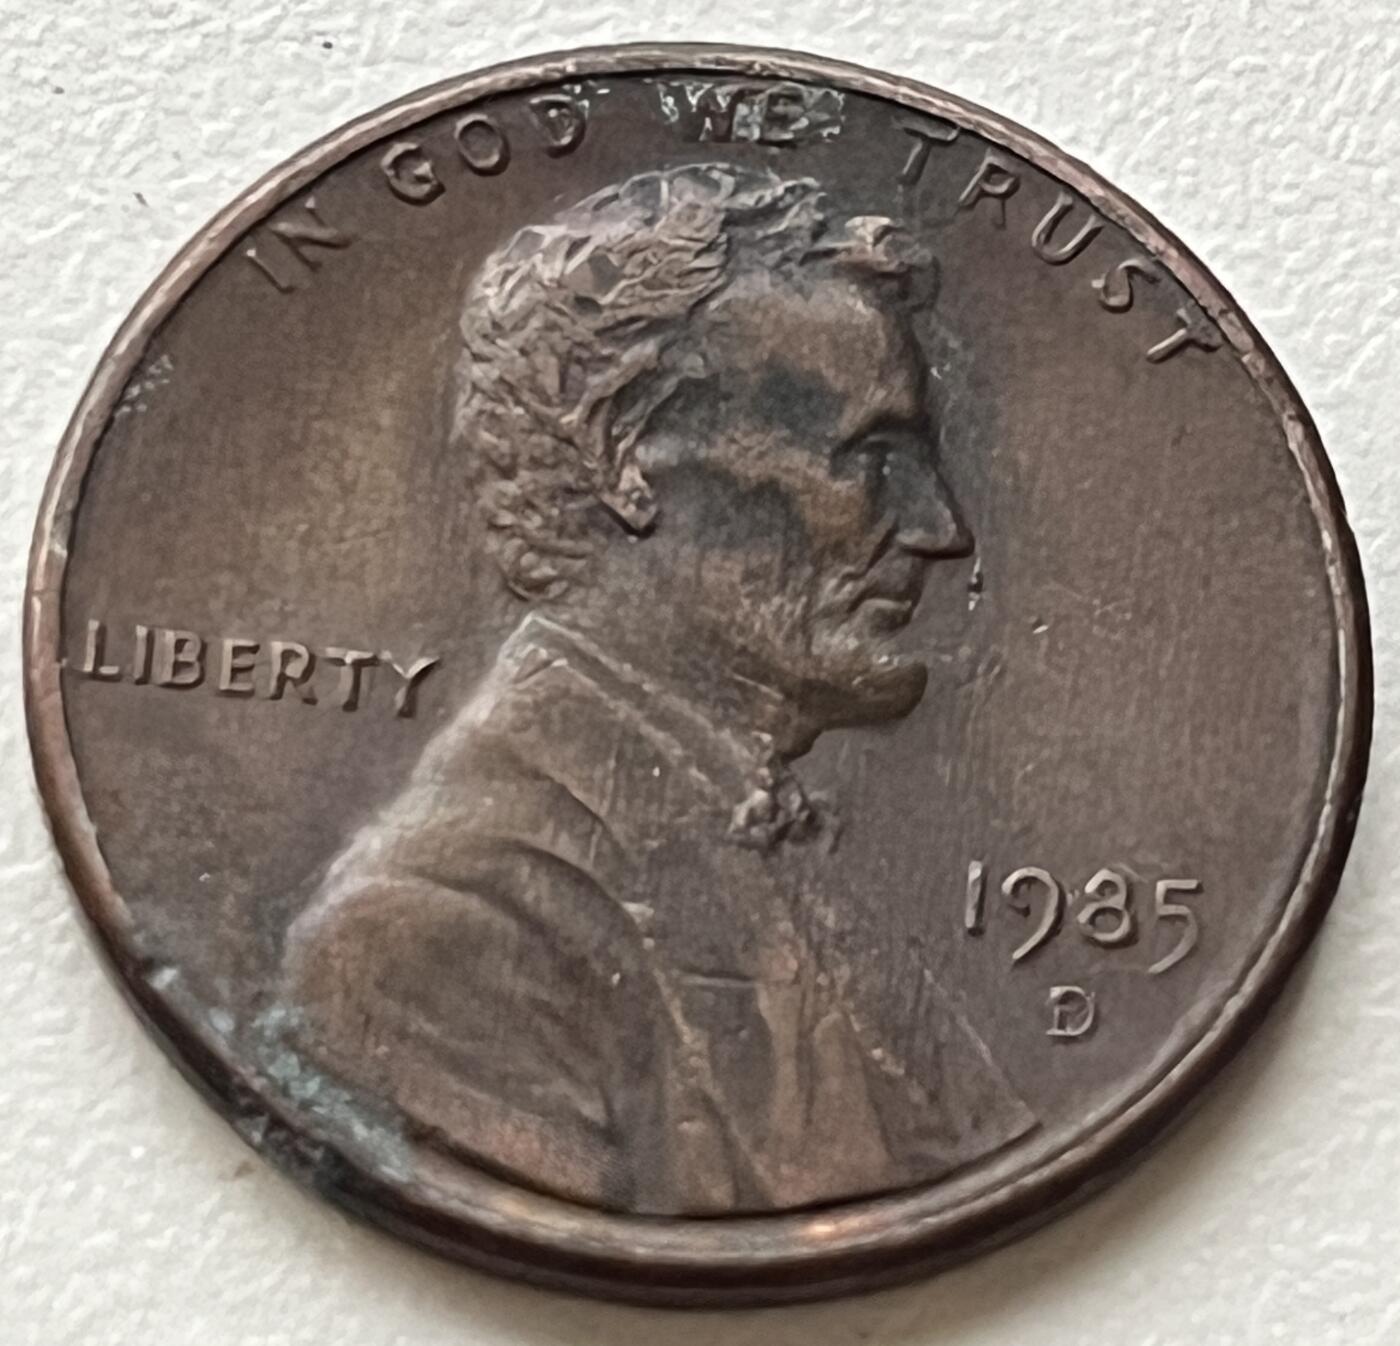 IN GOD WE TRUST
LIBERTY
1985
D